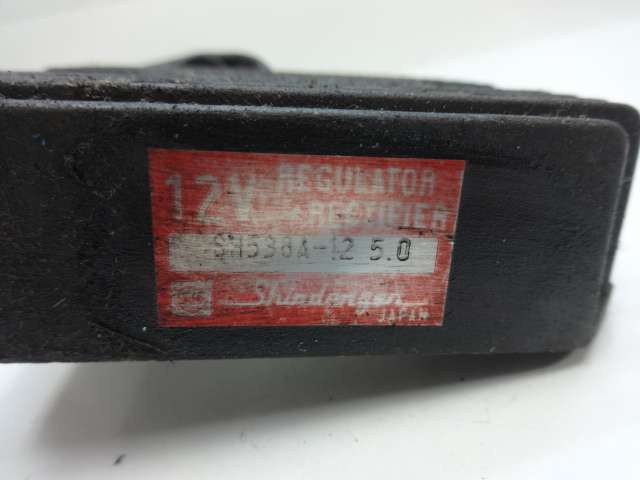 12V REGULATOR
RECTIFIER
SH538A-12 5.0
Shindengen
JAPAN